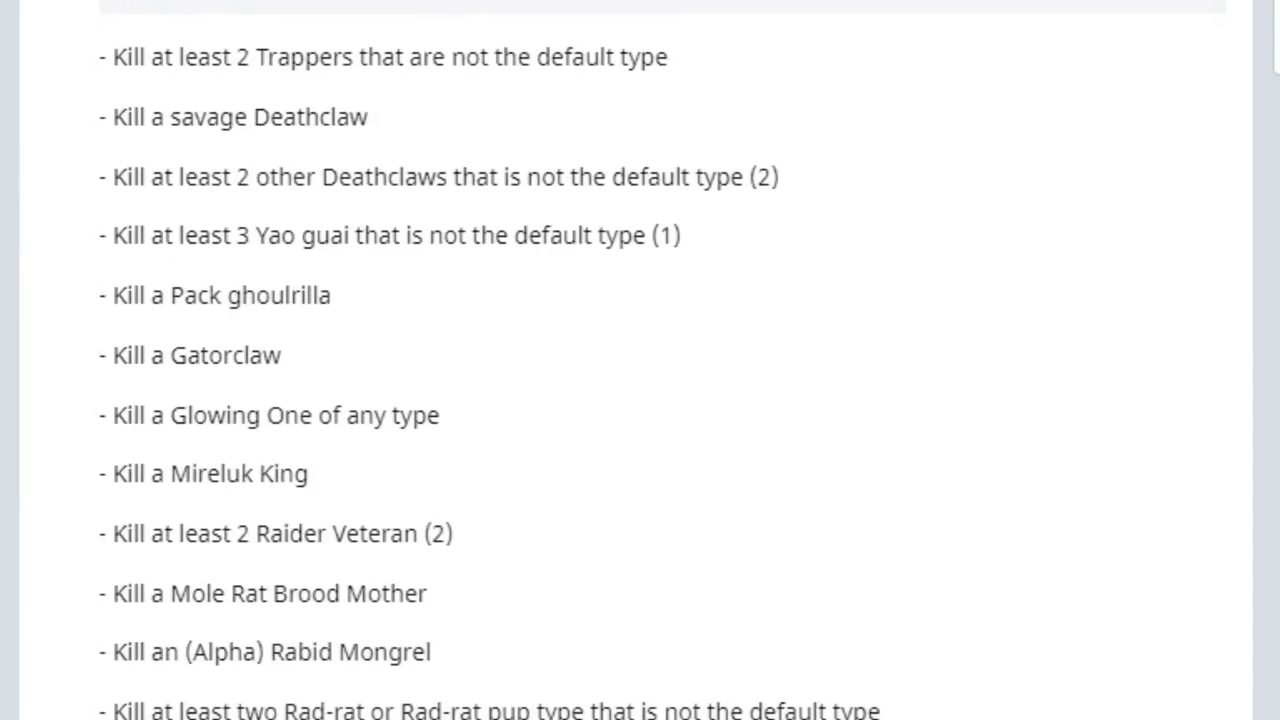 - Kill at least 2 Trappers that are not the default type
- Kill a savage Deathclaw
- Kill at least 2 other Deathclaws that is not the default type (2)
- Kill at least 3 Yao guai that is not the default type (1)
- Kill a Pack ghoulrilla
- Kill a Gatorclaw
- Kill a Glowing One of any type
- Kill a Mireluk King
- Kill at least 2 Raider Veteran (2)
- Kill a Mole Rat Brood Mother
- Kill an (Alpha) Rabid Mongrel
- Kill at least two Rad-rat or Rad-rat pup type that is not the default type